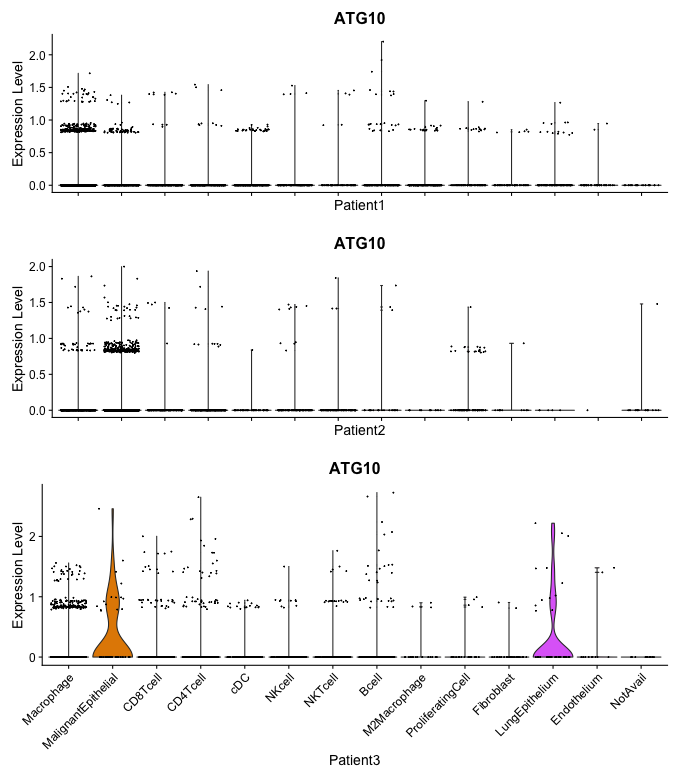 ATG10
Expression Level
2.0
1.5
1.0
0.5
0.0
Patient1
ATG10
Expression Level
2.0
1.5
1.0
0.5
0.0
Patient2
ATG10
Expression Level
2
1
0
Macrophage
MalignantEpithelial
CD8Tcell
CD4Tcell
cDC
NKcell
NKTcell
Bcell
M2Macrophage
ProliferatingCell
Fibroblast
LungEpithelium
Endothelium
NotAvail
Patient3